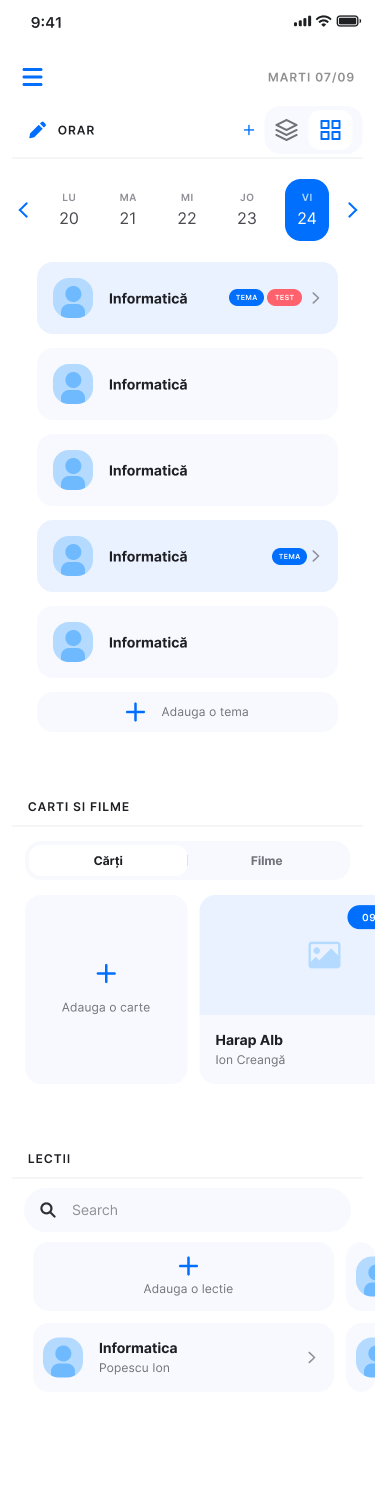 9:41
MARTI 07/09
ORAR
LU MA MI JO VI
20 21 22 23 24
Informatică TEMA TEST
Informatică
Informatică
Informatică TEMA
Informatică
Adauga o tema
CARTI SI FILME
Cărți Filme
09
Adauga o carte
Harap Alb
Ion Creangă
LECTII
Search
Adauga o lectie
Informatica
Popescu Ion